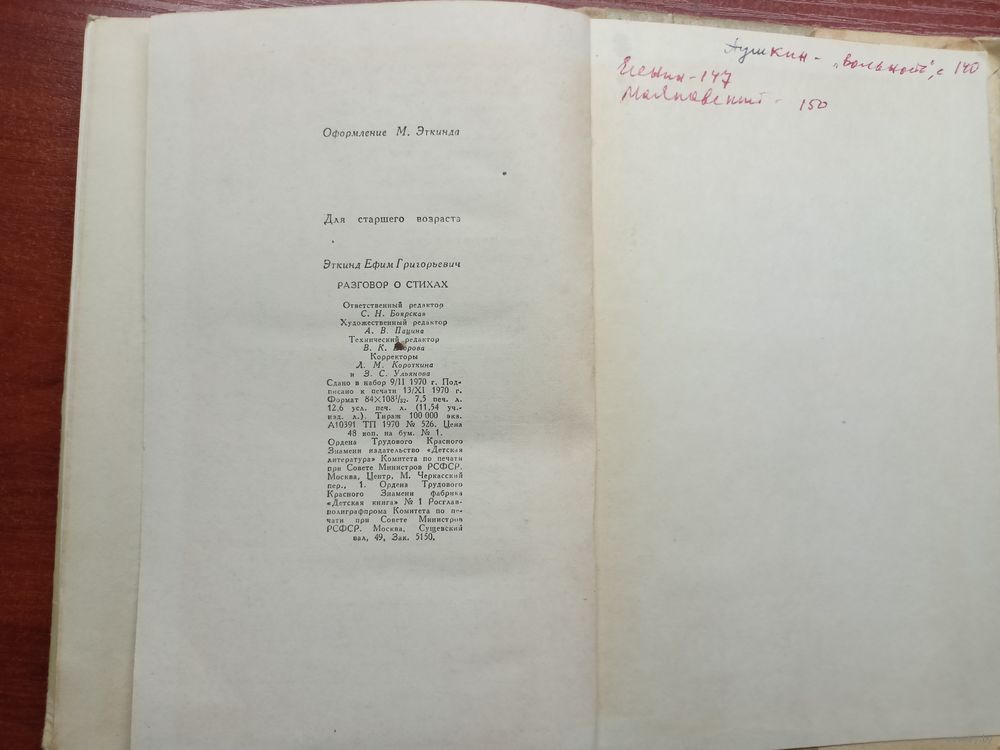 Оформление М. Эткинда
Для старшего возраста
Эткинд Ефим Григорьевич
РАЗГОВОР О СТИХАХ
Ответственный редактор
С. Н. Боярская
Художественный редактор
А. В. Пацина
Технический редактор
В. К. Егорова
Корректоры
Л. М. Короткина
и Э. С. Ульянова
Сдано в набор 9/II 1970 г. Под-
писано к печати 13/XI 1970 г.
Формат 84X108¹/₃₂. 7,5 печ. л.
12,6 усл. печ. л. (11,54 уч.-
изд. л.). Тираж 100 000 экз.
А10391 ТП 1970 № 526. Цена
48 коп. на бум. № 1.
Ордена Трудового Красного
Знамени издательство «Детская
литература» Комитета по печати
при Совете Министров РСФСР.
Москва, Центр, М. Черкасский
пер., 1. Ордена Трудового
Красного Знамени фабрика
«Детская книга» № 1 Росглав-
полиграфпрома Комитета по пе-
чати при Совете Министров
РСФСР. Москва, Сущевский
вал, 49. Зак. 5150.
Пушкин - „Вольность", с 140
Есенин - 147
Маяковский - 150